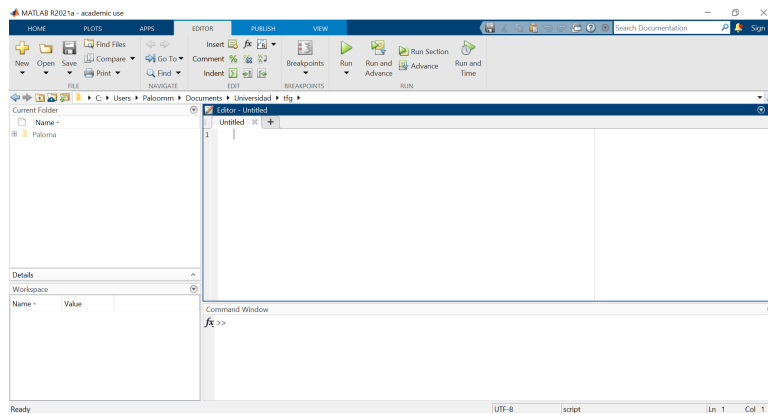 MATLAB R2021a - academic use
HOME PLOTS APPS EDITOR PUBLISH VIEW Search Documentation Sign
New Open Save Find Files Compare Print Go To Find Insert fx Comment % Indent Breakpoints Run Run and Advance Run Section Advance Run and Time
FILE NAVIGATE EDIT BREAKPOINTS RUN
C: Users Paloomm Documents Universidad tfg
Current Folder
Name
Paloma
Editor - Untitled
Untitled +
1
Details
Workspace
Name Value
Command Window
fx >>
Ready UTF-8 script Ln 1 Col 1